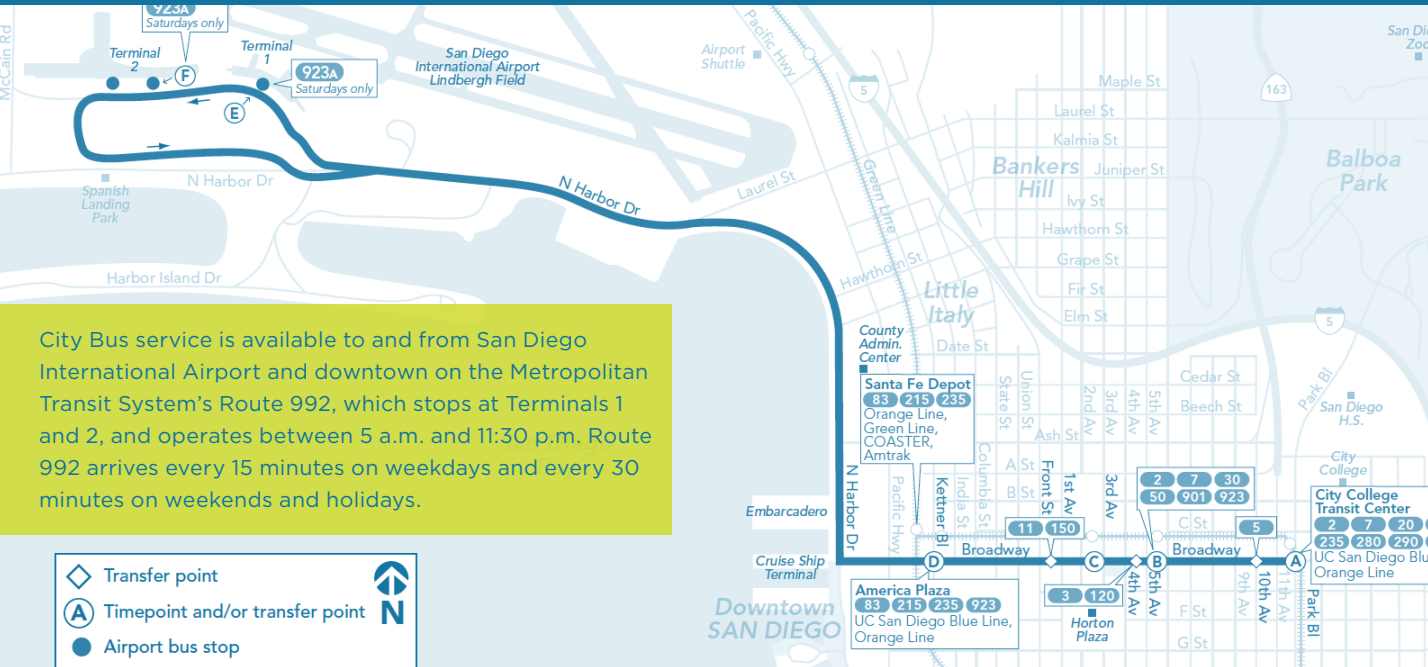 923A
Saturdays only
McCain Rd
Terminal
2
F
Terminal
1
923A
Saturdays only
E
San Diego
International Airport
Lindbergh Field
Airport
Shuttle
Pacific Hwy
5
163
San Di
Zoo
Maple St
Laurel St
Kalmia St
Bankers
Hill
Juniper St
Balboa
Park
Ivy St
Hawthorn St
Grape St
Fir St
Elm St
Spanish
Landing
Park
N Harbor Dr
N Harbor Dr
Laurel St
Green Line
Hawthorn St
Harbor Island Dr
Little
Italy
5
County
Admin.
Center
Date St
Cedar St
Beech St
Ash St
A St
B St
C St
Park Bl
San Diego
H.S.
City
College
City Bus service is available to and from San Diego
International Airport and downtown on the Metropolitan
Transit System's Route 992, which stops at Terminals 1
and 2, and operates between 5 a.m. and 11:30 p.m. Route
992 arrives every 15 minutes on weekdays and every 30
minutes on weekends and holidays.
Santa Fe Depot
83 215 235
Orange Line,
Green Line,
COASTER,
Amtrak
State St
Union St
2nd Av
3rd Av
4th Av
5th Av
N Harbor Dr
Pacific Hwy
Kettner Bl
India St
Columbia St
Front St
1st Av
3rd Av
2 7 30
50 901 923
11 150
5
City College
Transit Center
2 7 20
235 280 290
UC San Diego Blu
Orange Line
Embarcadero
Cruise Ship
Terminal
D
Broadway
C
B
Broadway
A
America Plaza
83 215 235 923
UC San Diego Blue Line,
Orange Line
3 120
Horton
Plaza
4th Av
5th Av
9th Av
10th Av
11th Av
Park Bl
F St
G St
Downtown
SAN DIEGO
Transfer point
A Timepoint and/or transfer point
N
Airport bus stop